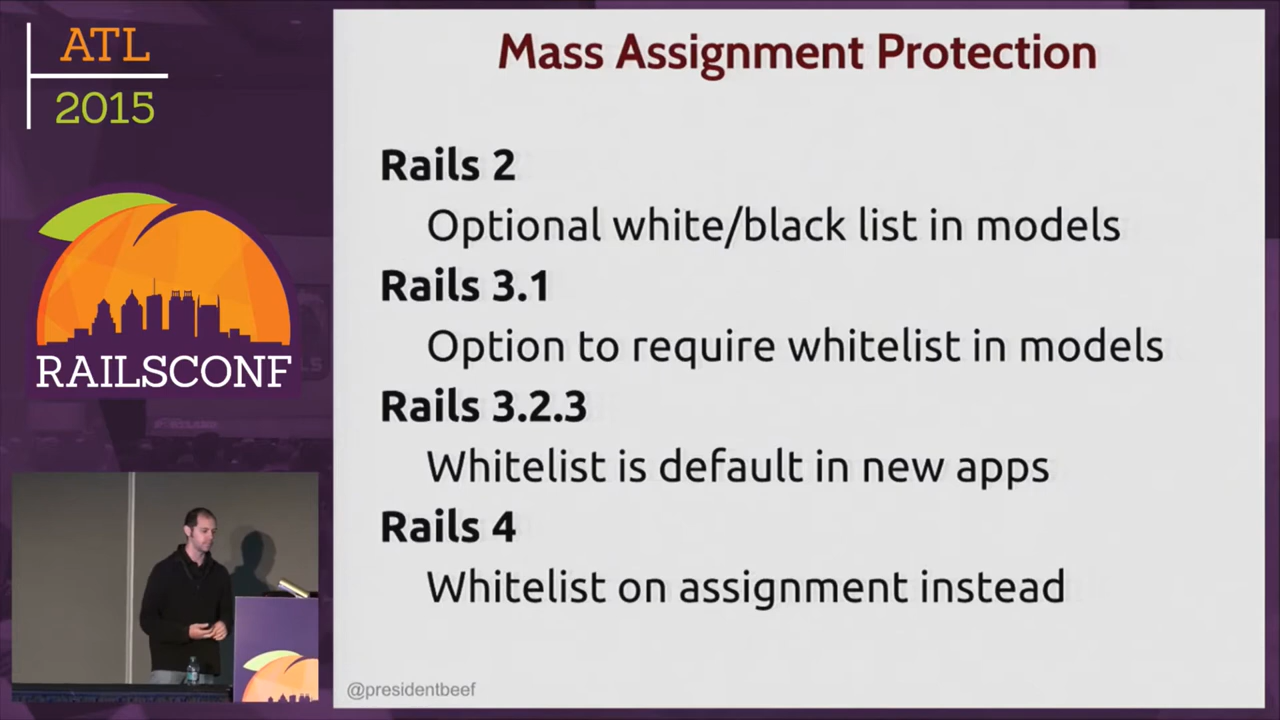 ATL
2015
RAILSCONF
Mass Assignment Protection
Rails 2
Optional white/black list in models
Rails 3.1
Option to require whitelist in models
Rails 3.2.3
Whitelist is default in new apps
Rails 4
Whitelist on assignment instead
@presidentbeef